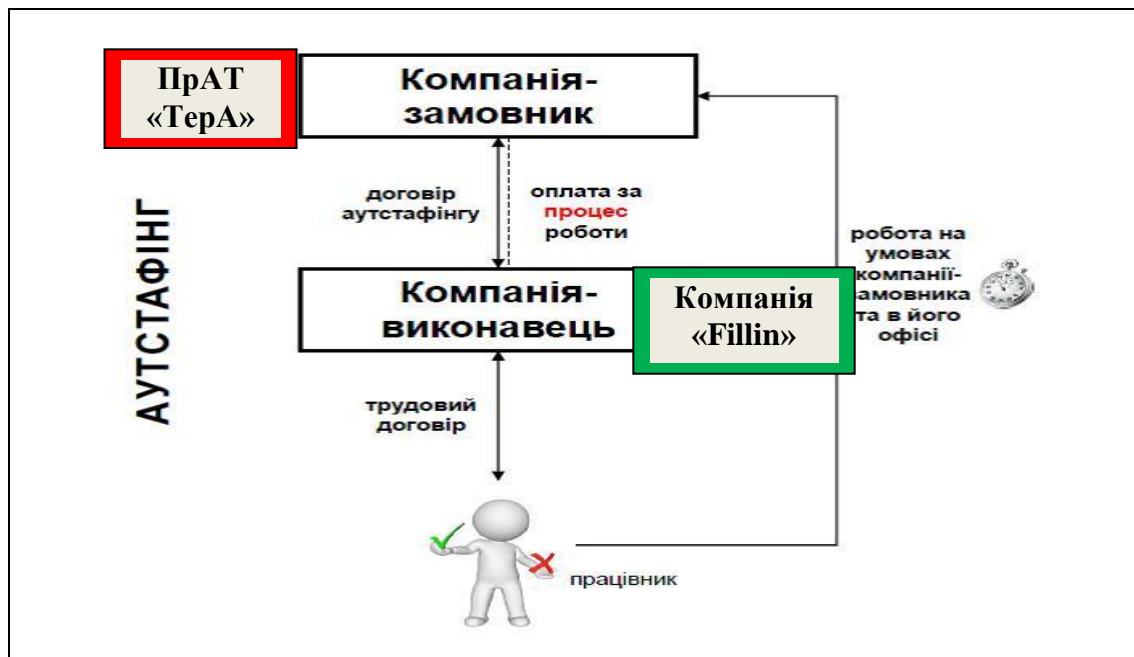 ПрАТ
«ТерА»
Компанія-
замовник
АУТСТАФІНГ
договір
аутстафінгу
оплата за
процес
роботи
робота на
умовах
компанії-
замовника
та в його
офісі
Компанія-
виконавець
Компанія
«Fillin»
трудовий
договір
працівник